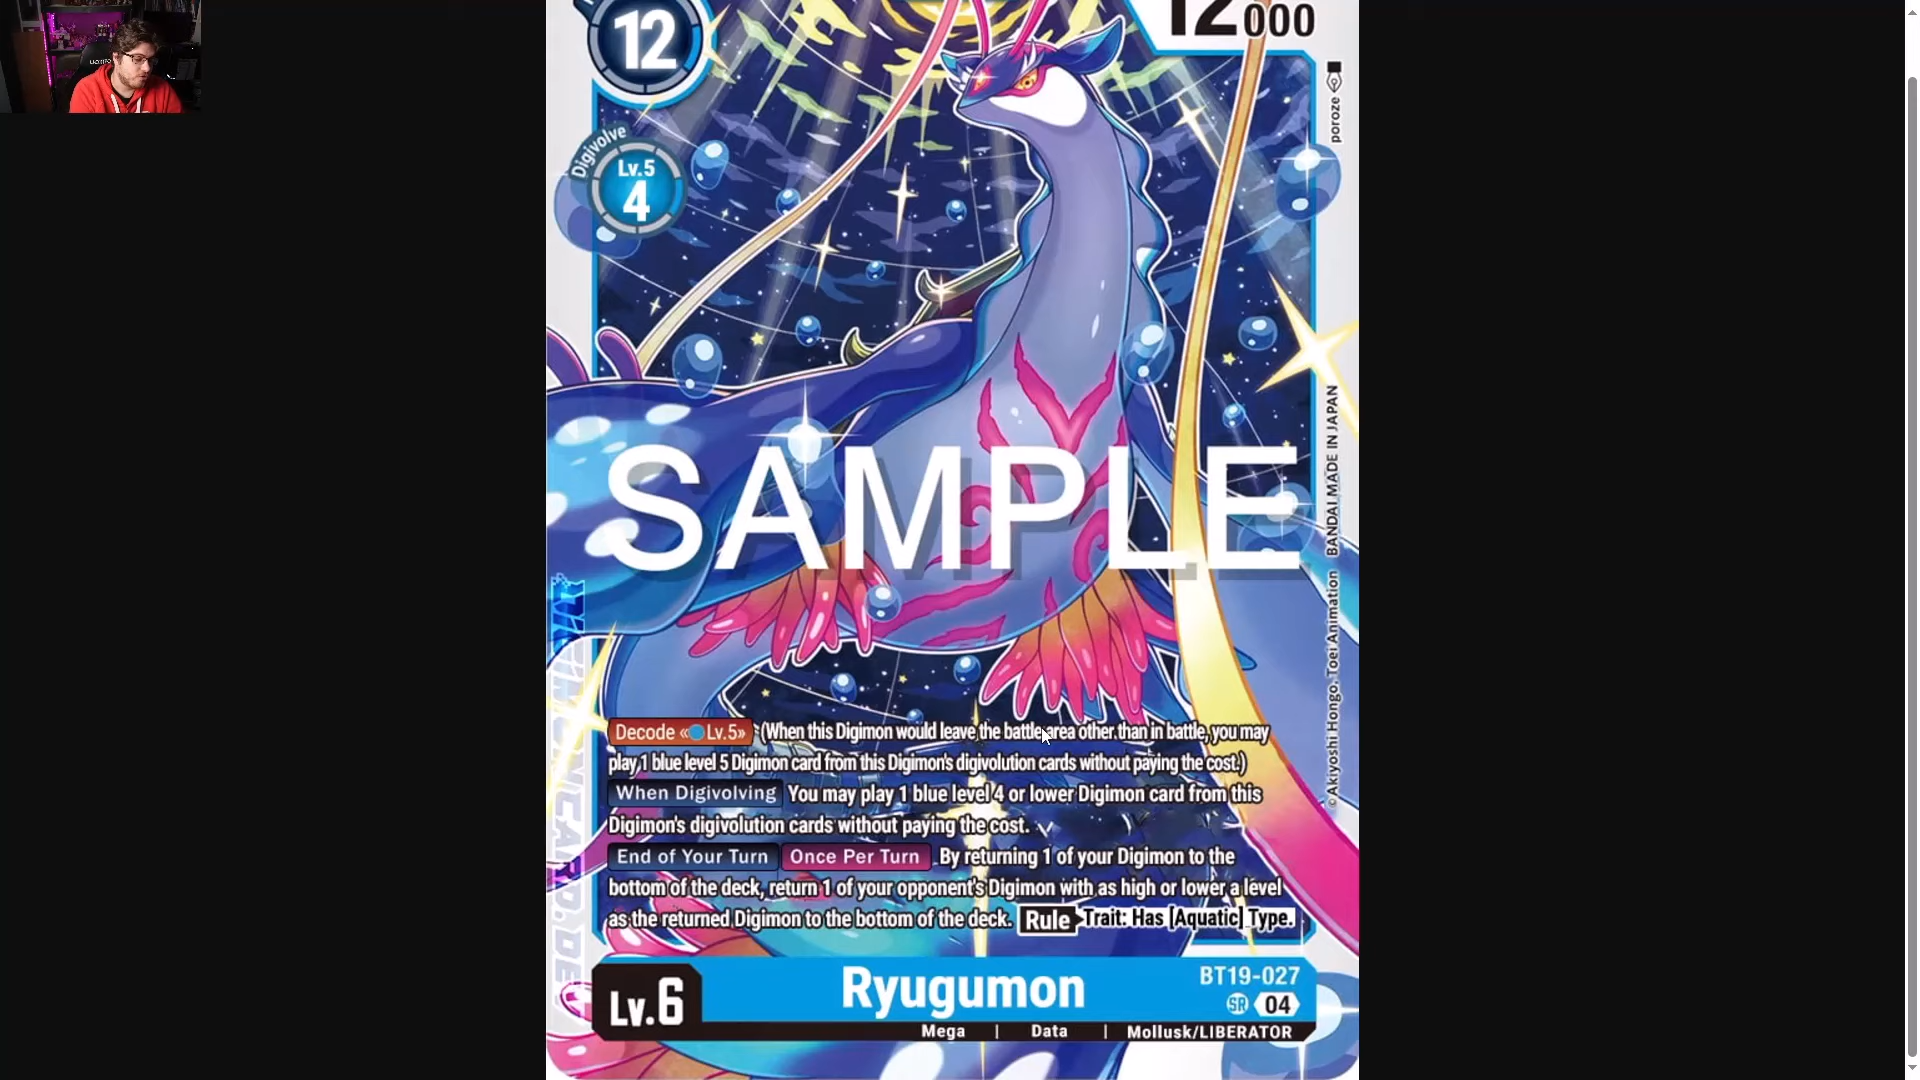 12
12000
Digivolve
Lv.5
4
poroze
SAMPLE
©Akiyoshi Hongo, Toei Animation BANDAI MADE IN JAPAN
Decode «Lv.5» (When this Digimon would leave the battle area other than in battle, you may
play 1 blue level 5 Digimon card from this Digimon's digivolution cards without paying the cost.)
When Digivolving You may play 1 blue level 4 or lower Digimon card from this
Digimon's digivolution cards without paying the cost.
End of Your Turn Once Per Turn By returning 1 of your Digimon to the
bottom of the deck, return 1 of your opponent's Digimon with as high or lower a level
as the returned Digimon to the bottom of the deck. Rule Trait: Has [Aquatic] Type.
Lv.6
Ryugumon
BT19-027
SR 04
Mega | Data | Mollusk/LIBERATOR